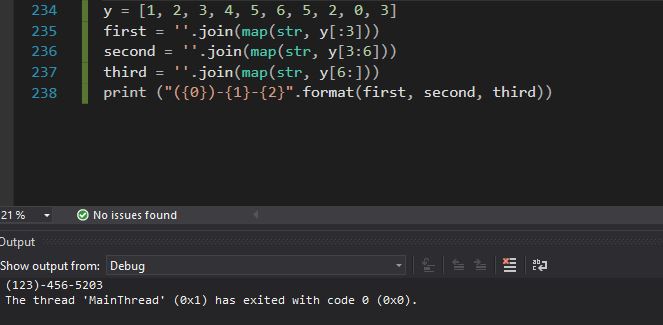 234 y = [1, 2, 3, 4, 5, 6, 5, 2, 0, 3]
235 first = ''.join(map(str, y[:3]))
236 second = ''.join(map(str, y[3:6]))
237 third = ''.join(map(str, y[6:]))
238 print ("({0})-{1}-{2}".format(first, second, third))
21 % No issues found
Output
Show output from: Debug
(123)-456-5203
The thread 'MainThread' (0x1) has exited with code 0 (0x0).